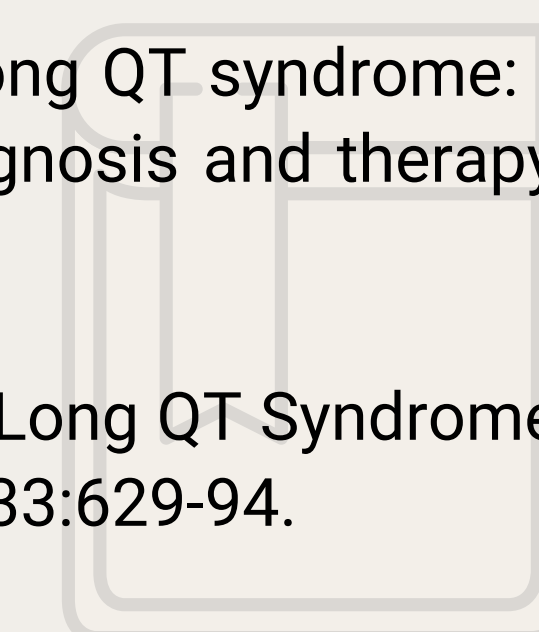 ong QT syndrome:
gnosis and therapy
Long QT Syndrome
33:629-94.